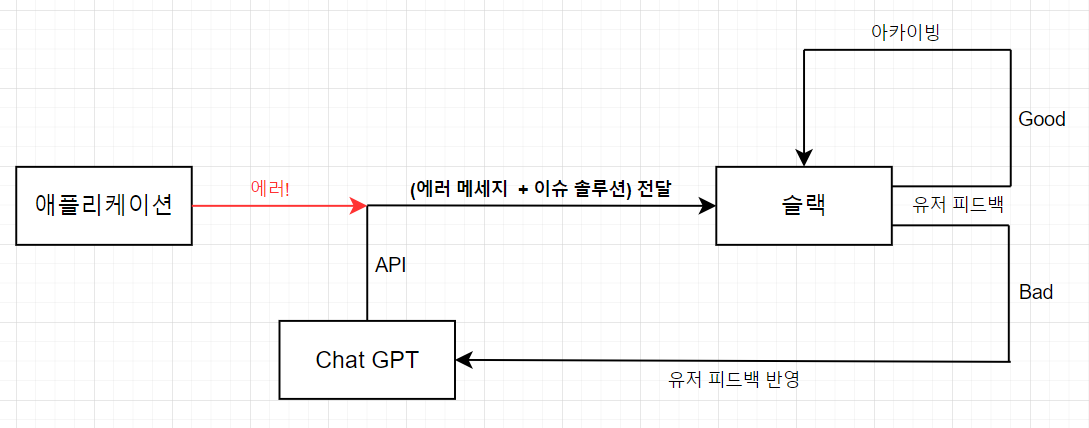 아카이빙
Good
애플리케이션
에러!
(에러 메세지 + 이슈 솔루션) 전달
슬랙
유저 피드백
API
Bad
Chat GPT
유저 피드백 반영